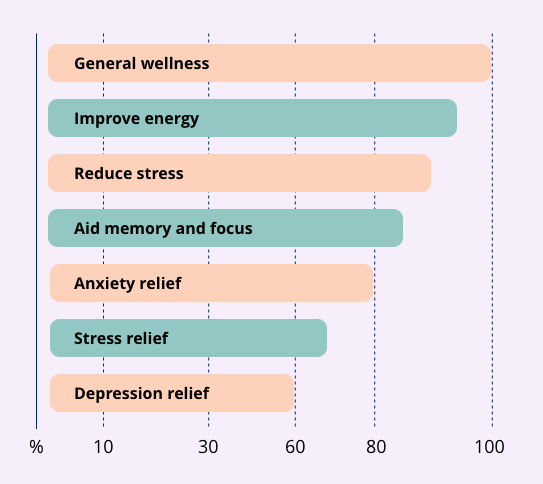 General wellness
Improve energy
Reduce stress
Aid memory and focus
Anxiety relief
Stress relief
Depression relief
% 10 30 60 80 100